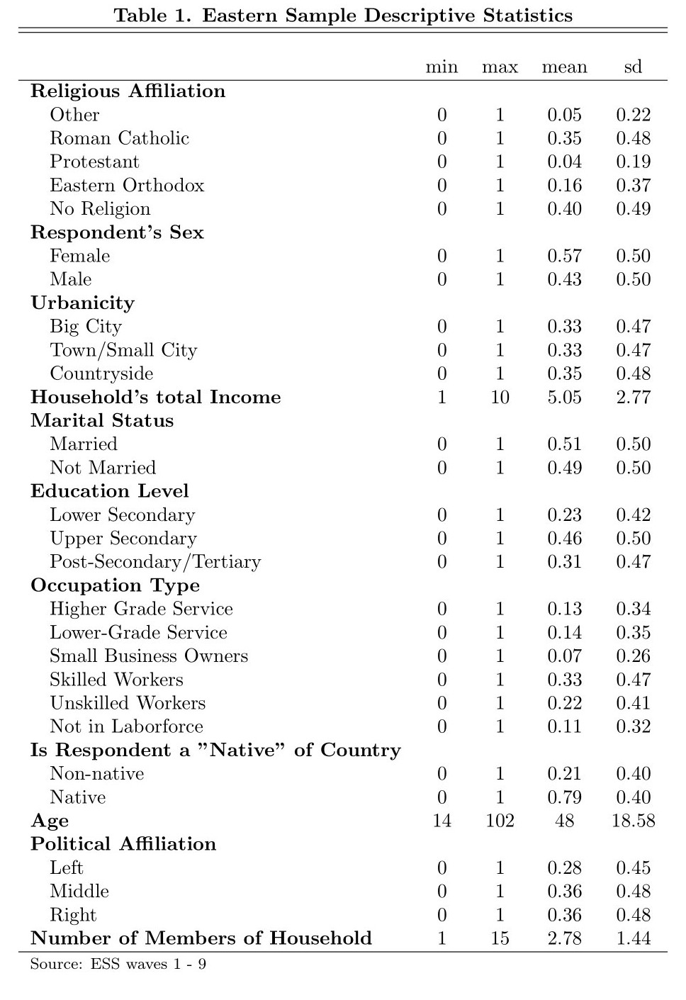 Table 1. Eastern Sample Descriptive Statistics
min max mean sd
Religious Affiliation
Other 0 1 0.05 0.22
Roman Catholic 0 1 0.35 0.48
Protestant 0 1 0.04 0.19
Eastern Orthodox 0 1 0.16 0.37
No Religion 0 1 0.40 0.49
Respondent's Sex
Female 0 1 0.57 0.50
Male 0 1 0.43 0.50
Urbanicity
Big City 0 1 0.33 0.47
Town/Small City 0 1 0.33 0.47
Countryside 0 1 0.35 0.48
Household's total Income 1 10 5.05 2.77
Marital Status
Married 0 1 0.51 0.50
Not Married 0 1 0.49 0.50
Education Level
Lower Secondary 0 1 0.23 0.42
Upper Secondary 0 1 0.46 0.50
Post-Secondary/Tertiary 0 1 0.31 0.47
Occupation Type
Higher Grade Service 0 1 0.13 0.34
Lower-Grade Service 0 1 0.14 0.35
Small Business Owners 0 1 0.07 0.26
Skilled Workers 0 1 0.33 0.47
Unskilled Workers 0 1 0.22 0.41
Not in Laborforce 0 1 0.11 0.32
Is Respondent a ”Native” of Country
Non-native 0 1 0.21 0.40
Native 0 1 0.79 0.40
Age 14 102 48 18.58
Political Affiliation
Left 0 1 0.28 0.45
Middle 0 1 0.36 0.48
Right 0 1 0.36 0.48
Number of Members of Household 1 15 2.78 1.44
Source: ESS waves 1 - 9